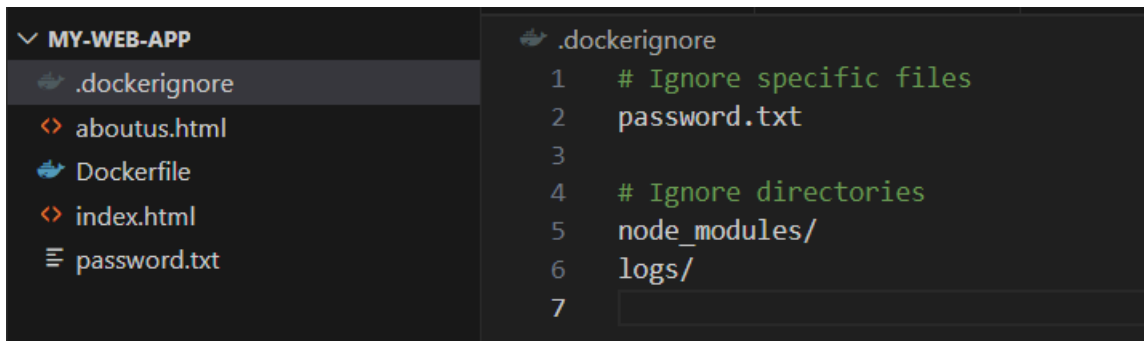 MY-WEB-APP
.dockerignore
aboutus.html
Dockerfile
index.html
password.txt
.dockerignore
1 # Ignore specific files
2 password.txt
3
4 # Ignore directories
5 node_modules/
6 logs/
7